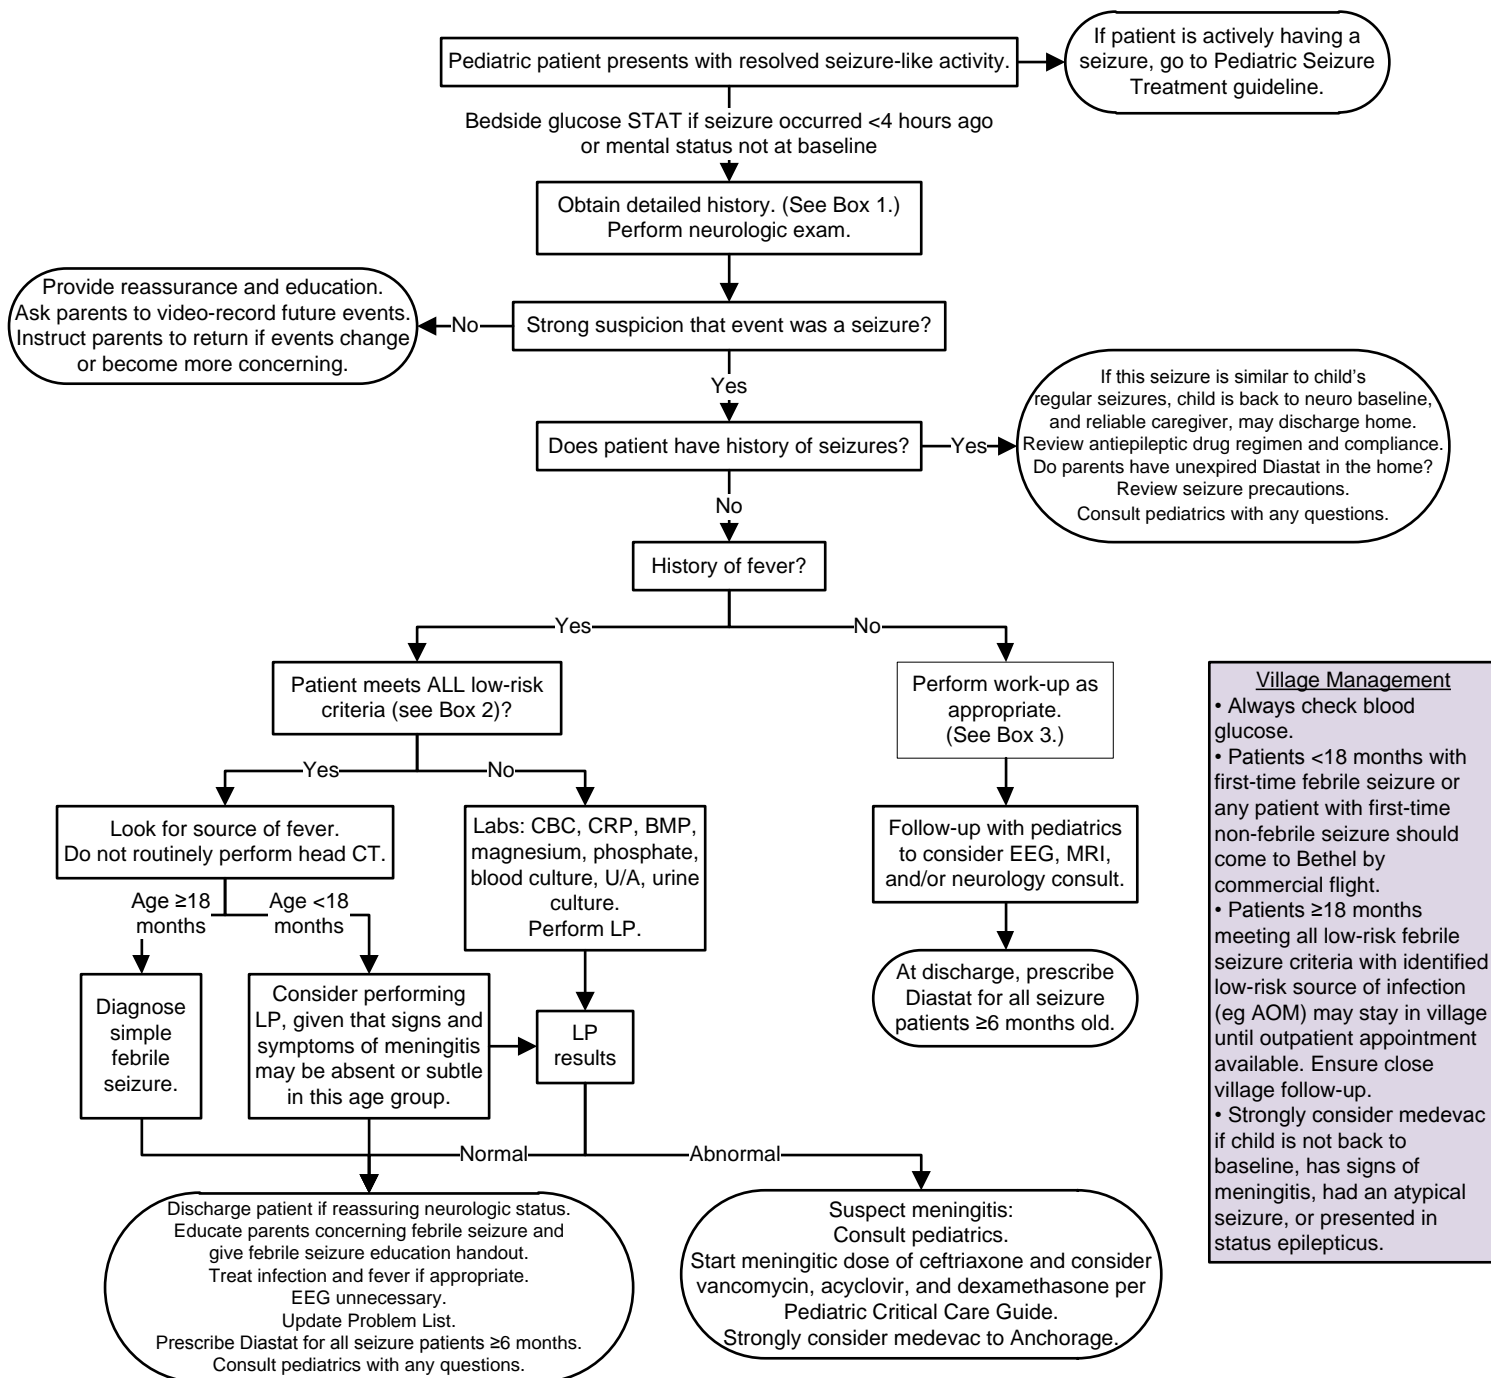 Pediatric patient presents with resolved seizure-like activity.
If patient is actively having a
seizure, go to Pediatric Seizure
Treatment guideline.
Bedside glucose STAT if seizure occurred <4 hours ago
or mental status not at baseline
Obtain detailed history. (See Box 1.)
Perform neurologic exam.
Provide reassurance and education.
Ask parents to video-record future events.
Instruct parents to return if events change
or become more concerning.
No
Strong suspicion that event was a seizure?
Yes
Does patient have history of seizures?
Yes
If this seizure is similar to child's
regular seizures, child is back to neuro baseline,
and reliable caregiver, may discharge home.
Review antiepileptic drug regimen and compliance.
Do parents have unexpired Diastat in the home?
Review seizure precautions.
Consult pediatrics with any questions.
No
History of fever?
Yes
No
Patient meets ALL low-risk
criteria (see Box 2)?
Perform work-up as
appropriate.
(See Box 3.)
Yes
No
Look for source of fever.
Do not routinely perform head CT.
Labs: CBC, CRP, BMP,
magnesium, phosphate,
blood culture, U/A, urine
culture.
Perform LP.
Follow-up with pediatrics
to consider EEG, MRI,
and/or neurology consult.
Age ≥18
months
Age <18
months
Diagnose
simple
febrile
seizure.
Consider performing
LP, given that signs and
symptoms of meningitis
may be absent or subtle
in this age group.
LP
results
At discharge, prescribe
Diastat for all seizure
patients ≥6 months old.
Normal
Abnormal
Discharge patient if reassuring neurologic status.
Educate parents concerning febrile seizure and
give febrile seizure education handout.
Treat infection and fever if appropriate.
EEG unnecessary.
Update Problem List.
Prescribe Diastat for all seizure patients ≥6 months.
Consult pediatrics with any questions.
Suspect meningitis:
Consult pediatrics.
Start meningitic dose of ceftriaxone and consider
vancomycin, acyclovir, and dexamethasone per
Pediatric Critical Care Guide.
Strongly consider medevac to Anchorage.
Village Management
• Always check blood
glucose.
• Patients <18 months with
first-time febrile seizure or
any patient with first-time
non-febrile seizure should
come to Bethel by
commercial flight.
• Patients ≥18 months
meeting all low-risk febrile
seizure criteria with identified
low-risk source of infection
(eg AOM) may stay in village
until outpatient appointment
available. Ensure close
village follow-up.
• Strongly consider medevac
if child is not back to
baseline, has signs of
meningitis, had an atypical
seizure, or presented in
status epilepticus.